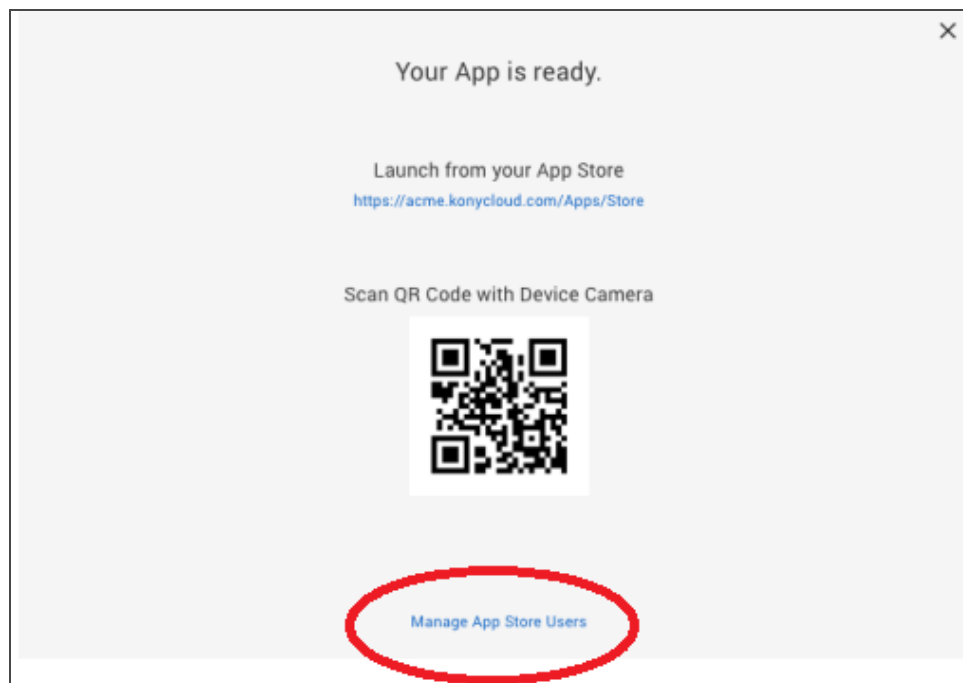 Your App is ready.
Launch from your App Store
https://acme.konycloud.com/Apps/Store
Scan QR Code with Device Camera
Manage App Store Users